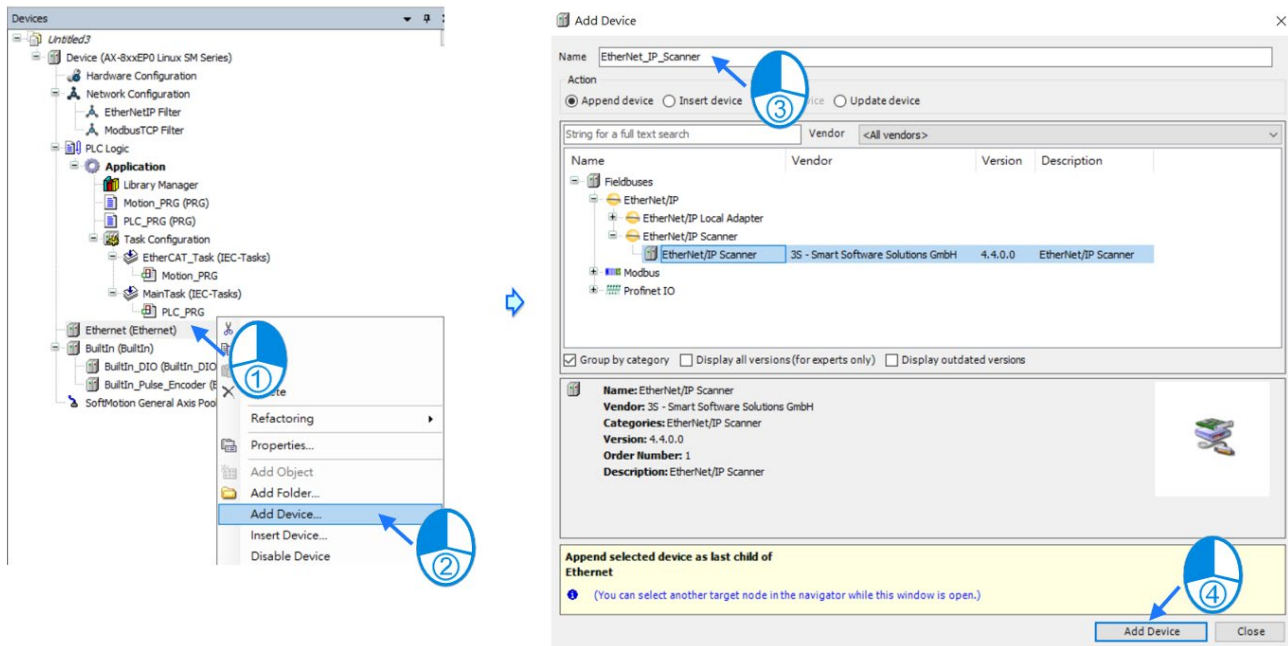 Devices
Untitled3
Device (AX-8xxEP0 Linux SM Series)
Hardware Configuration
Network Configuration
EtherNetIP Filter
ModbusTCP Filter
PLC Logic
Application
Library Manager
Motion_PRG (PRG)
PLC_PRG (PRG)
Task Configuration
EtherCAT_Task (IEC-Tasks)
Motion_PRG
MainTask (IEC-Tasks)
PLC_PRG
Ethernet (Ethernet)
BuiltIn (BuiltIn)
BuiltIn_DIO (BuiltIn_DIO
BuiltIn_Pulse_Encoder (B
SoftMotion General Axis Poo
①
Refactoring
Properties...
Add Object
Add Folder...
Add Device...
Insert Device...
Disable Device
②
Add Device
Name EtherNet_IP_Scanner
③
Action
Append device Insert device Update device
String for a full text search Vendor <All vendors>
Name Vendor Version Description
Fieldbuses
EtherNet/IP
EtherNet/IP Local Adapter
EtherNet/IP Scanner
EtherNet/IP Scanner 3S - Smart Software Solutions GmbH 4.4.0.0 EtherNet/IP Scanner
Modbus
Profinet IO
Group by category Display all versions (for experts only) Display outdated versions
Name: EtherNet/IP Scanner
Vendor: 3S - Smart Software Solutions GmbH
Categories: EtherNet/IP Scanner
Version: 4.4.0.0
Order Number: 1
Description: EtherNet/IP Scanner
Append selected device as last child of
Ethernet
(You can select another target node in the navigator while this window is open.)
④
Add Device Close